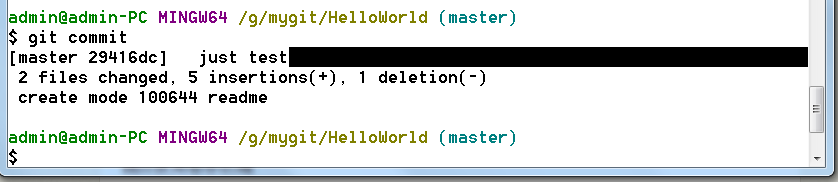 admin@admin-PC MINGW64 /g/mygit/HelloWorld (master)
$ git commit
[master 29416dc]   just test
 2 files changed, 5 insertions(+), 1 deletion(-)
 create mode 100644 readme

admin@admin-PC MINGW64 /g/mygit/HelloWorld (master)
$